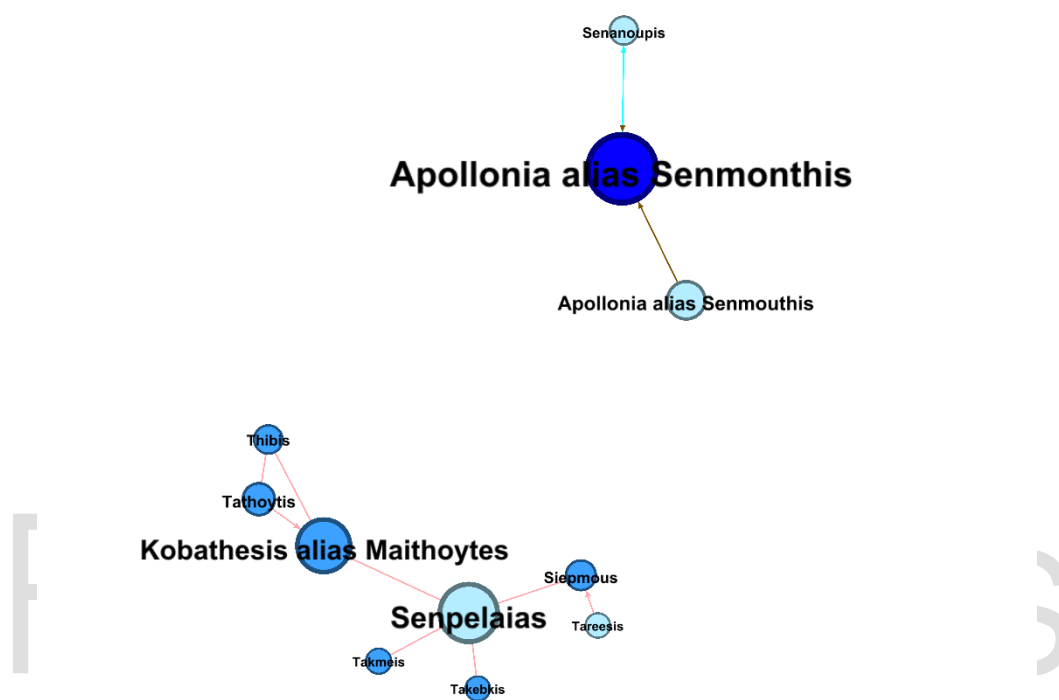 Senanoupis
Apollonia alias Senmonthis
Apollonia alias Senmouthis
Thibis
Tathoytis
Kobathesis alias Maithoytes
Siepmous
Senpelaias
Tareesis
Takmeis
Takebkis